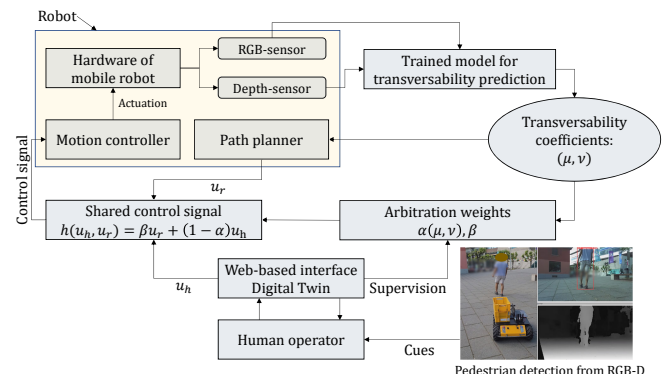 Robot
Hardware of
mobile robot
RGB-sensor
Depth-sensor
Trained model for
transversability prediction
Actuation
Motion controller
Path planner
Transversability
coefficients:
(μ, ν)
Control signal
u_r
Shared control signal
h(u_h, u_r) = βu_r + (1 − α)u_h
Arbitration weights
α(μ, ν), β
u_h
Web-based interface
Digital Twin
Supervision
Human operator
Cues
Pedestrian detection from RGB-D